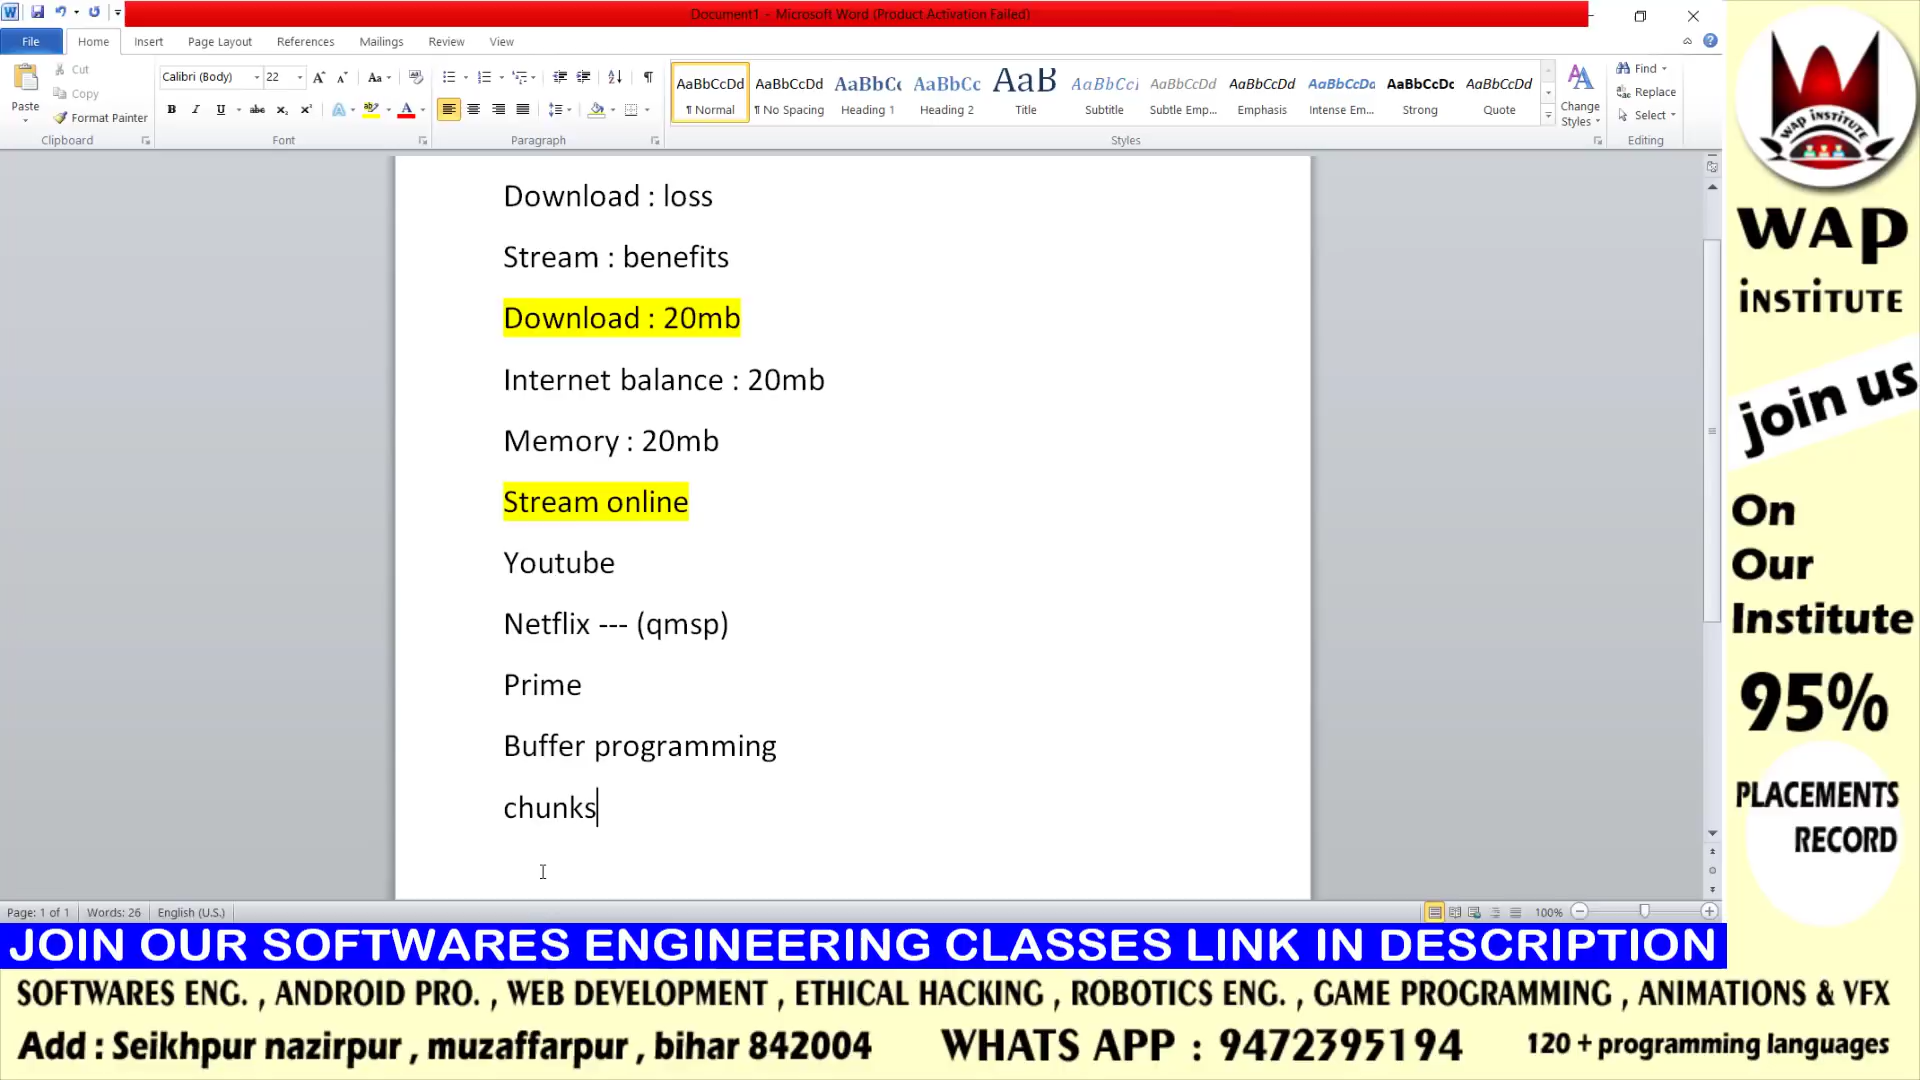 Document1 - Microsoft Word (Product Activation Failed)
File Home Insert Page Layout References Mailings Review View
Paste
Cut
Copy
Format Painter
Clipboard
Calibri (Body) 22
Font
Paragraph
AaBbCcDd AaBbCcDd AaBbCc AaBbCc AaB AaBbCcI AaBbCcDd AaBbCcDd AaBbCcDd AaBbCcDc AaBbCcDd
¶ Normal ¶ No Spacing Heading 1 Heading 2 Title Subtitle Subtle Emp... Emphasis Intense Em... Strong Quote
Styles
Change Styles
Find
Replace
Select
Editing
Download : loss
Stream : benefits
Download : 20mb
Internet balance : 20mb
Memory : 20mb
Stream online
Youtube
Netflix --- (qmsp)
Prime
Buffer programming
chunks
Page: 1 of 1 Words: 26 English (U.S.)
100%
WAP INSTITUTE
WAP
INSTITUTE
join us
On
Our
Institute
95%
PLACEMENTS
RECORD
JOIN OUR SOFTWARES ENGINEERING CLASSES LINK IN DESCRIPTION
SOFTWARES ENG. , ANDROID PRO. , WEB DEVELOPMENT , ETHICAL HACKING , ROBOTICS ENG. , GAME PROGRAMMING , ANIMATIONS & VFX
Add : Seikhpur nazirpur , muzaffarpur , bihar 842004 WHATS APP : 9472395194 120 + programming languages